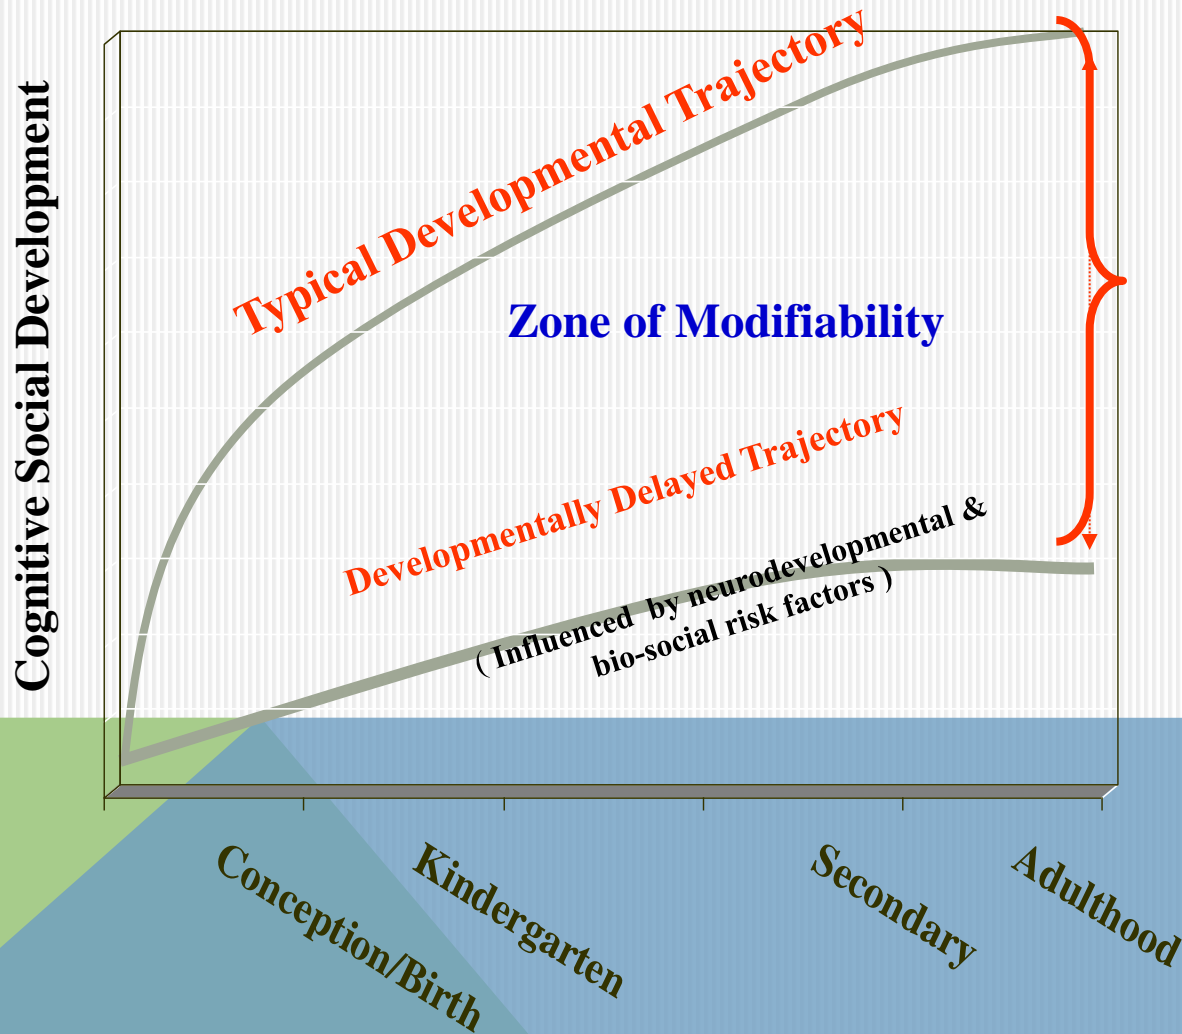 Cognitive Social Development
Typical Developmental Trajectory
Zone of Modifiability
Developmentally Delayed Trajectory
( Influenced by neurodevelopmental &
bio-social risk factors )
Conception/Birth
Kindergarten
Secondary
Adulthood